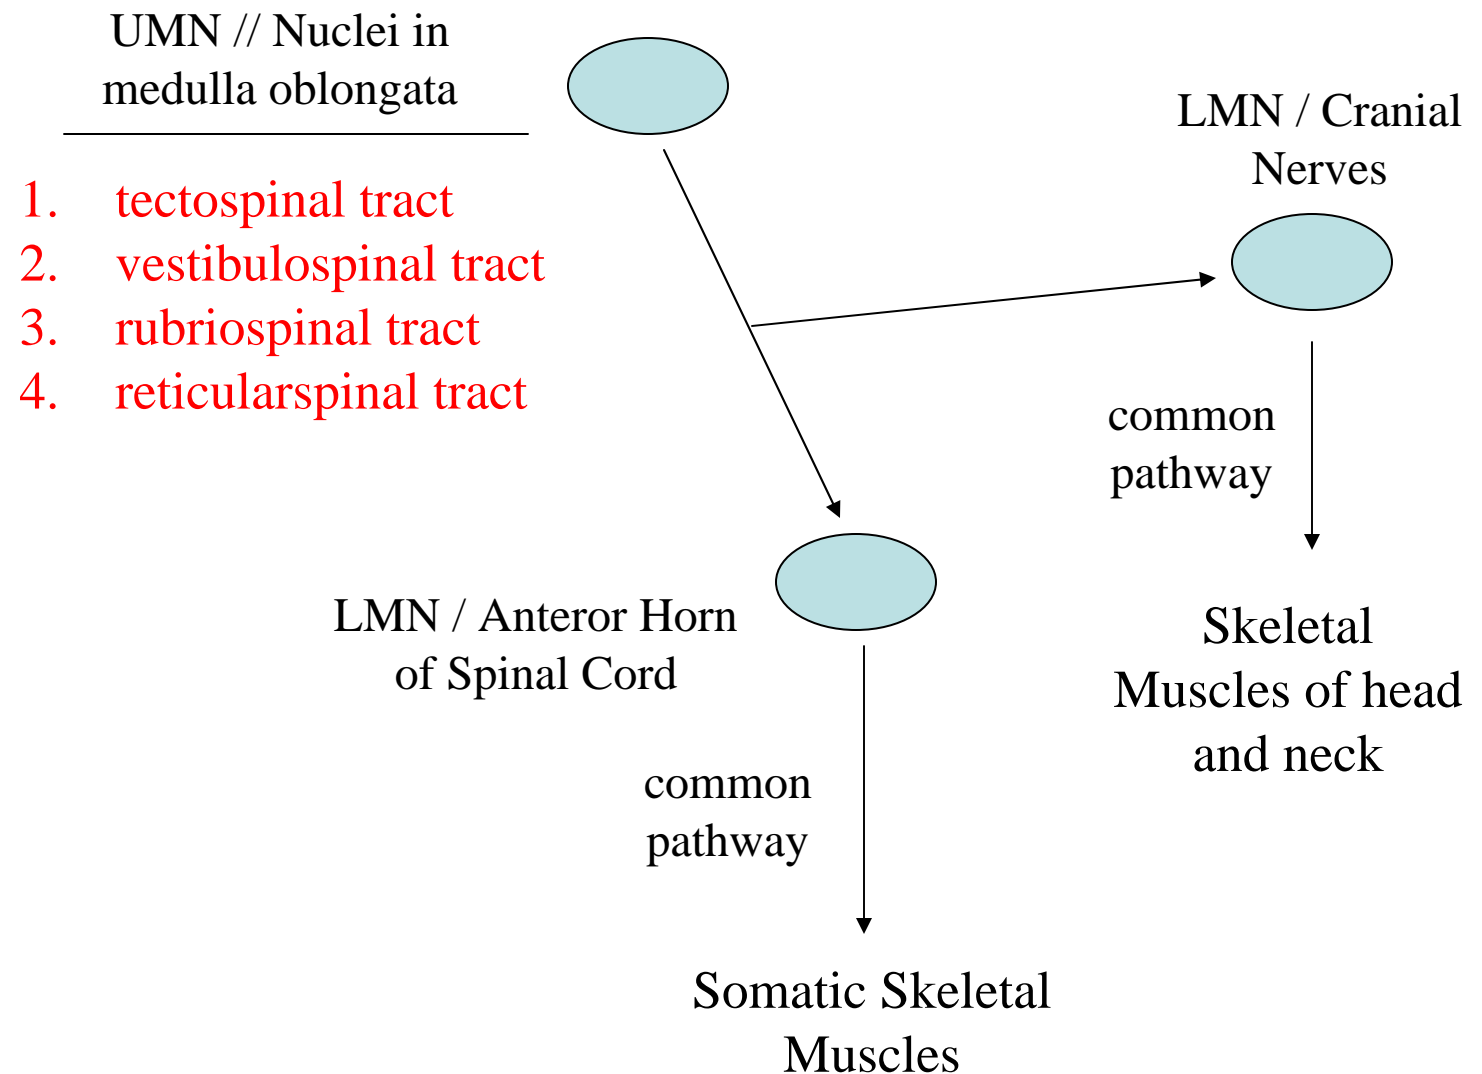 UMN // Nuclei in
medulla oblongata
1. tectospinal tract
2. vestibulospinal tract
3. rubriospinal tract
4. reticularspinal tract
LMN / Cranial
Nerves
common
pathway
Skeletal
Muscles of head
and neck
LMN / Anteror Horn
of Spinal Cord
common
pathway
Somatic Skeletal
Muscles